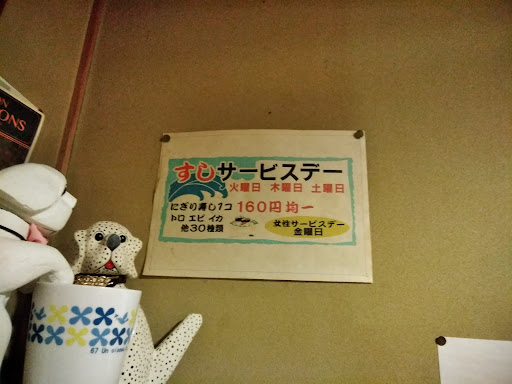 ON
ONS
すしサービスデー
火曜日 木曜日 土曜日
にぎり寿し1コ 160円均一
トロ エビ イカ
他30種類
女性サービスデー
金曜日